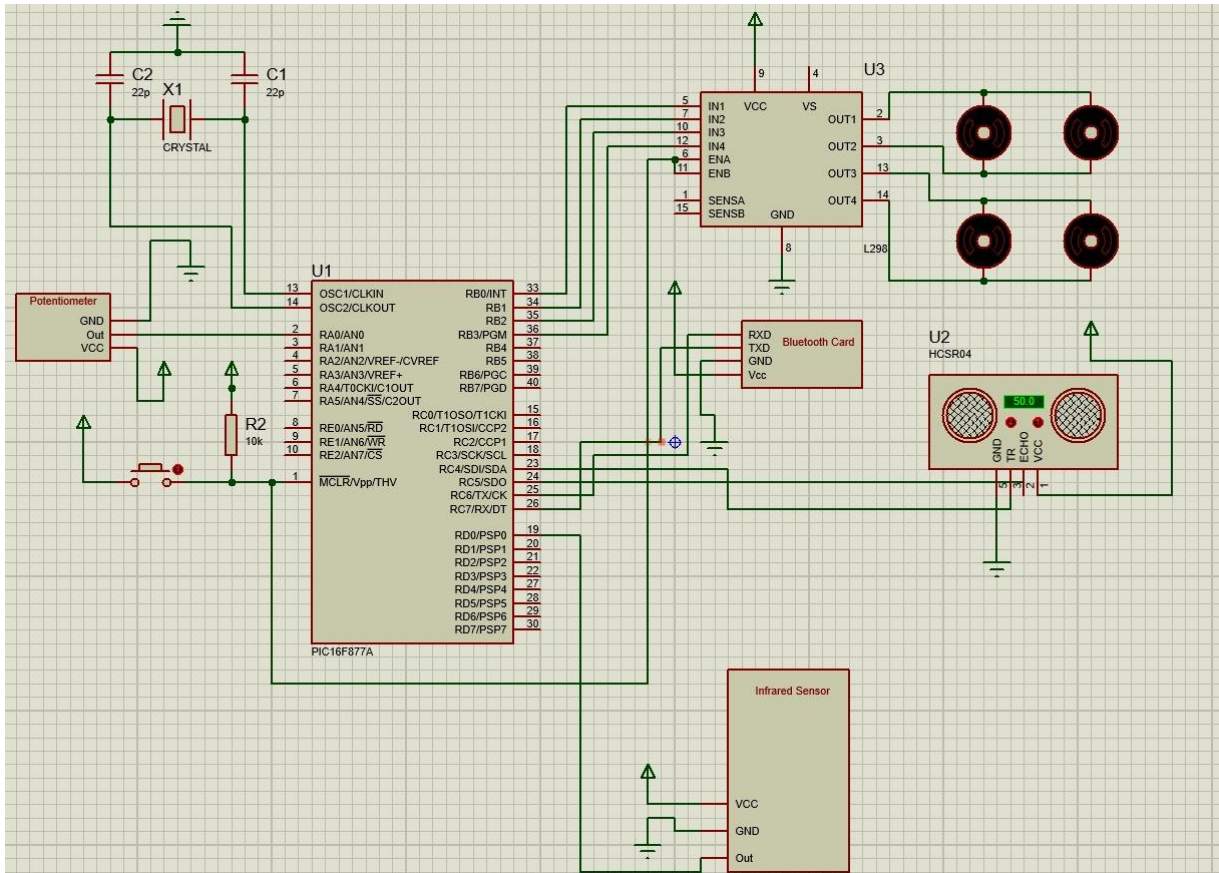 C2
22p
X1
CRYSTAL
C1
22p
U3
L298
9
4
VCC
VS
5 IN1
7 IN2
10 IN3
12 IN4
6 ENA
11 ENB
1 SENSA
15 SENSB
GND
8
OUT1 2
OUT2 3
OUT3 13
OUT4 14
Potentiometer
GND
Out
VCC
R2
10k
U1
PIC16F877A
13 OSC1/CLKIN
14 OSC2/CLKOUT
2 RA0/AN0
3 RA1/AN1
4 RA2/AN2/VREF-/CVREF
5 RA3/AN3/VREF+
6 RA4/T0CKI/C1OUT
7 RA5/AN4/SS/C2OUT
8 RE0/AN5/RD
9 RE1/AN6/WR
10 RE2/AN7/CS
1 MCLR/Vpp/THV
RB0/INT 33
RB1 34
RB2 35
RB3/PGM 36
RB4 37
RB5 38
RB6/PGC 39
RB7/PGD 40
RC0/T1OSO/T1CKI 15
RC1/T1OSI/CCP2 16
RC2/CCP1 17
RC3/SCK/SCL 18
RC4/SDI/SDA 23
RC5/SDO 24
RC6/TX/CK 25
RC7/RX/DT 26
RD0/PSP0 19
RD1/PSP1 20
RD2/PSP2 21
RD3/PSP3 22
RD4/PSP4 27
RD5/PSP5 28
RD6/PSP6 29
RD7/PSP7 30
Bluetooth Card
RXD
TXD
GND
Vcc
U2
HCSR04
50.0
GND
TR
ECHO
VCC
5
3
2
1
Infrared Sensor
VCC
GND
Out